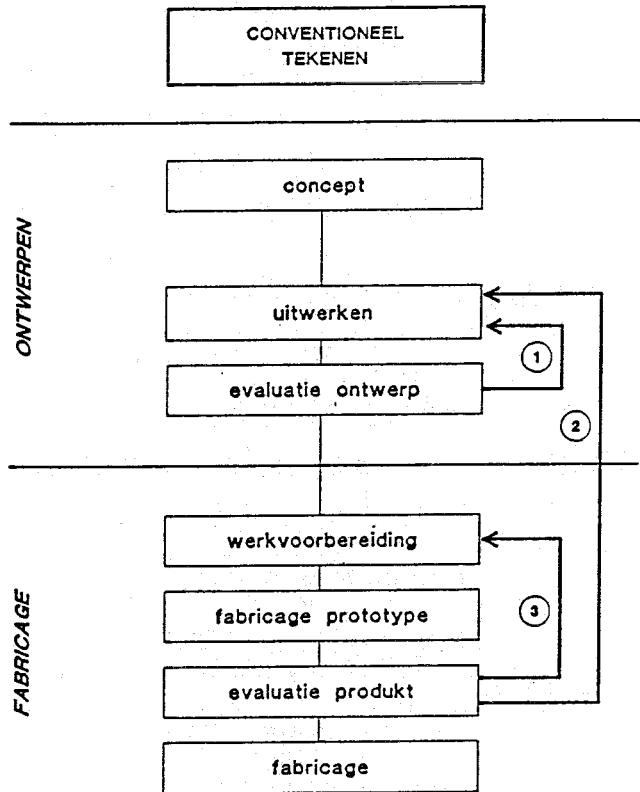 CONVENTIONEEL
TEKENEN
ONTWERPEN
concept
uitwerken
1
evaluatie ontwerp
2
FABRICAGE
werkvoorbereiding
3
fabricage prototype
evaluatie produkt
fabricage